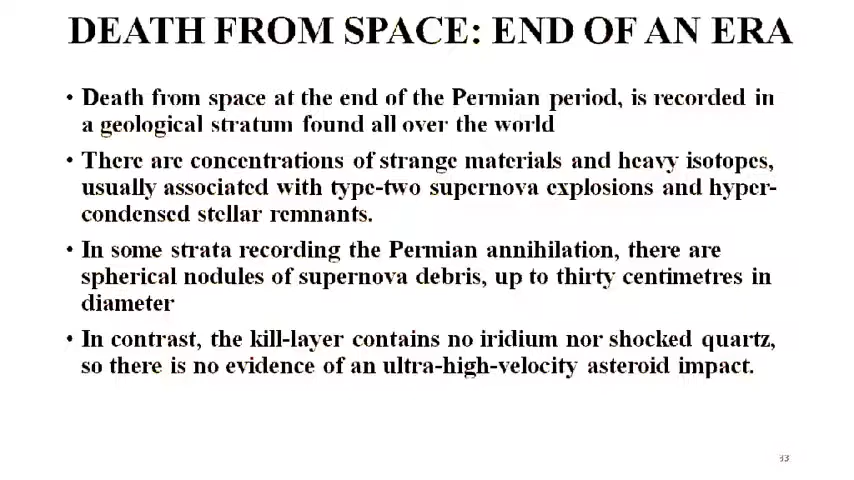 DEATH FROM SPACE: END OF AN ERA
• Death from space at the end of the Permian period, is recorded in
a geological stratum found all over the world
• There are concentrations of strange materials and heavy isotopes,
usually associated with type-two supernova explosions and hyper-
condensed stellar remnants.
• In some strata recording the Permian annihilation, there are
spherical nodules of supernova debris, up to thirty centimetres in
diameter
• In contrast, the kill-layer contains no iridium nor shocked quartz,
so there is no evidence of an ultra-high-velocity asteroid impact.